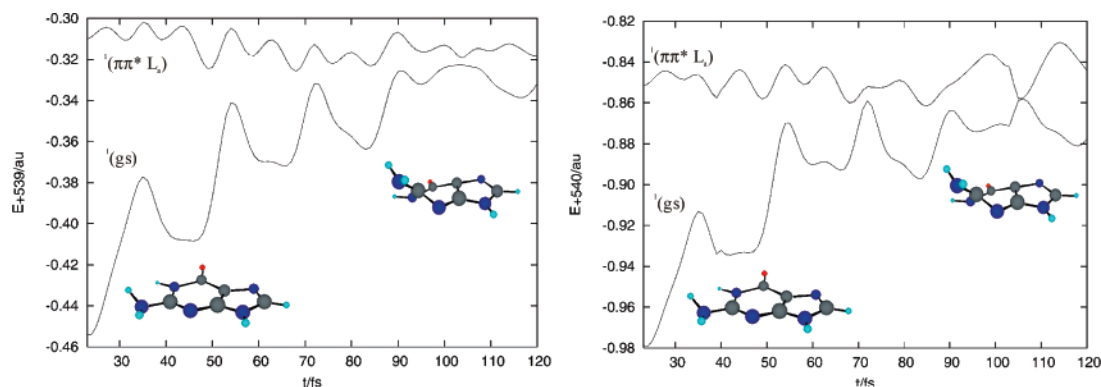 -0.30
-0.32
-0.34
-0.36
-0.38
-0.40
-0.42
-0.44
-0.46
E+539/au
¹(ππ* Lₐ)
¹(gs)
30 40 50 60 70 80 90 100 110 120
t/fs
-0.82
-0.84
-0.86
-0.88
-0.90
-0.92
-0.94
-0.96
-0.98
E+540/au
¹(ππ* Lₐ)
¹(gs)
30 40 50 60 70 80 90 100 110 120
t/fs